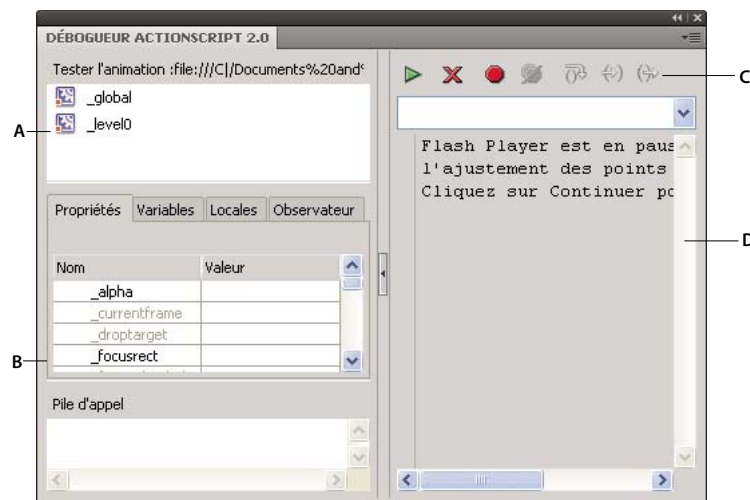 DÉBOGUEUR ACTIONSCRIPT 2.0
Tester l'animation :file:///C|/Documents%20and
_global
_level0
A
Propriétés Variables Locales Observateur
Nom Valeur
_alpha
_currentframe
_droptarget
_focusrect
B
Pile d'appel
C
Flash Player est en paus
l'ajustement des points
Cliquez sur Continuer po
D